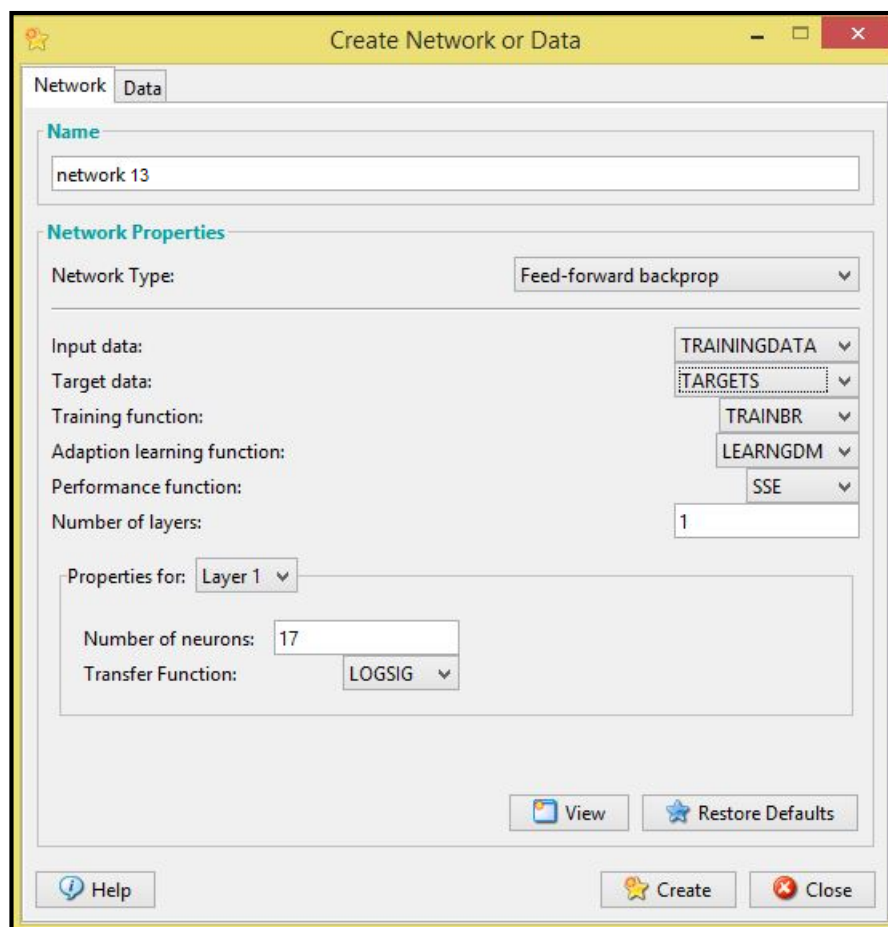 Create Network or Data
Network Data
Name
network 13
Network Properties
Network Type: Feed-forward backprop
Input data: TRAININGDATA
Target data: TARGETS
Training function: TRAINBR
Adaption learning function: LEARNGDM
Performance function: SSE
Number of layers: 1
Properties for: Layer 1
Number of neurons: 17
Transfer Function: LOGSIG
View Restore Defaults
Help Create Close